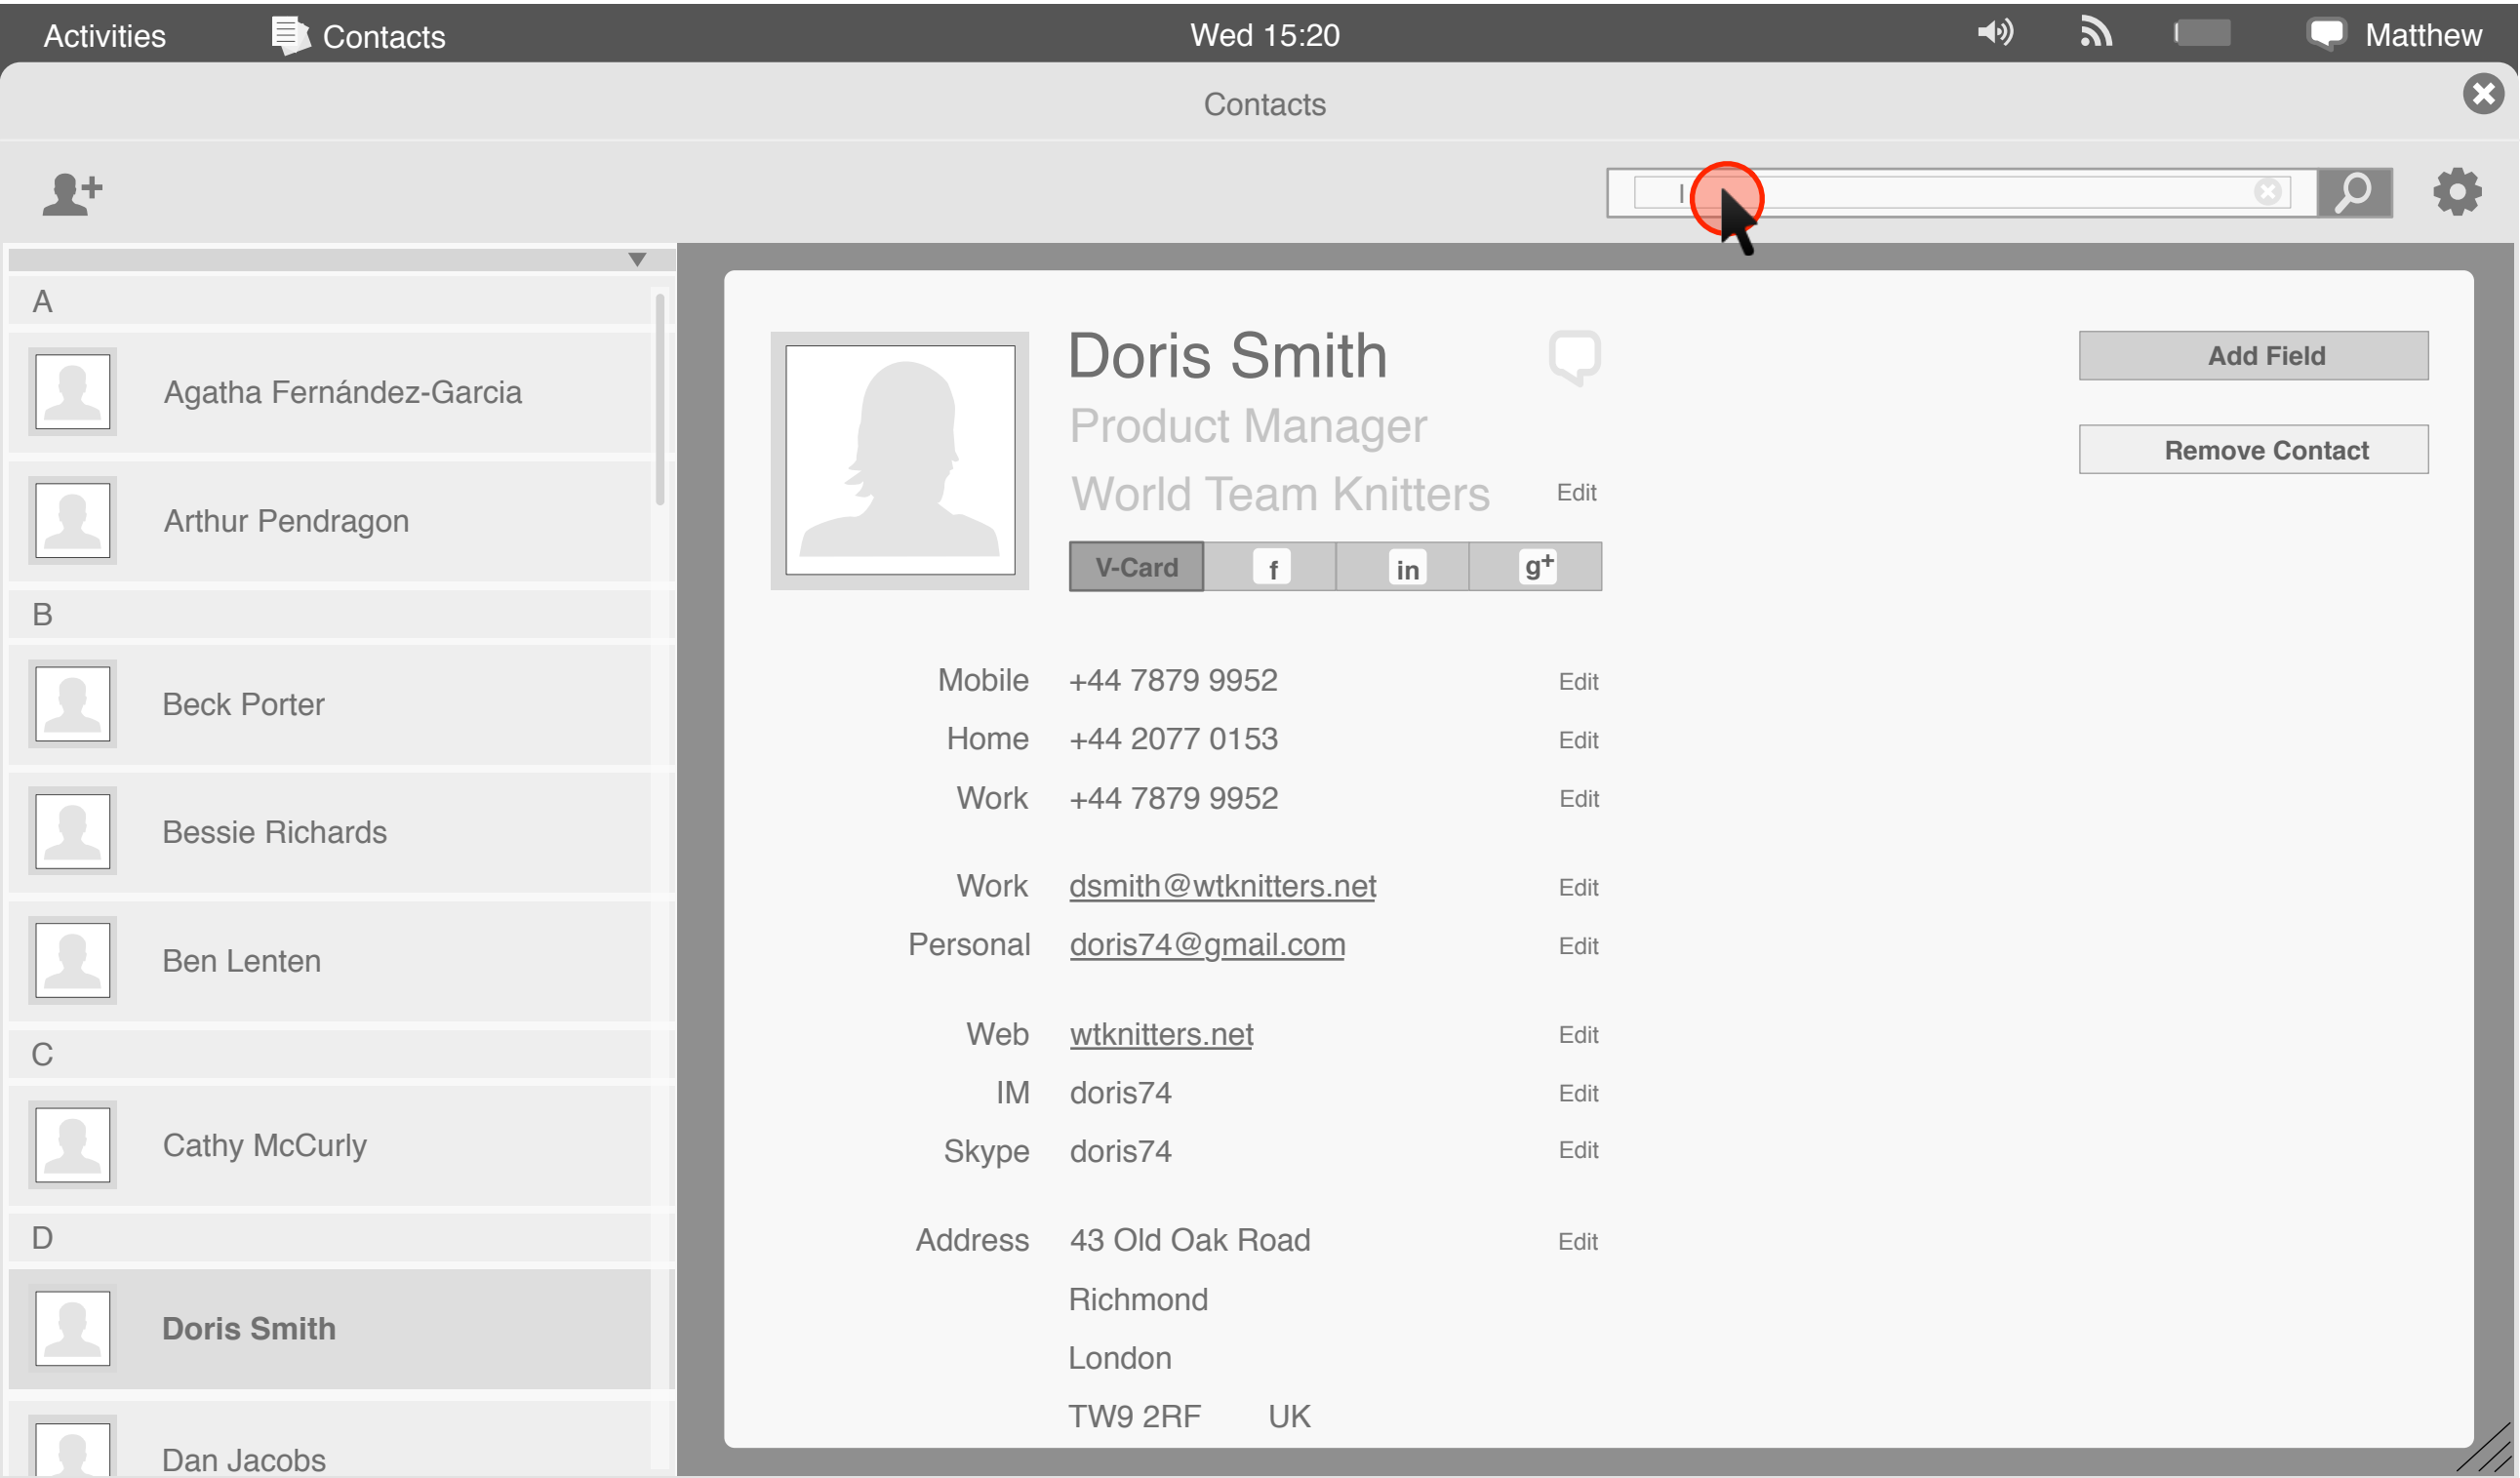 Activities Contacts Wed 15:20 Matthew
Contacts
A
Agatha Fernández-Garcia
Arthur Pendragon
B
Beck Porter
Bessie Richards
Ben Lenten
C
Cathy McCurly
D
Doris Smith
Dan Jacobs
Doris Smith
Product Manager
World Team Knitters Edit
V-Card f in g+
Add Field
Remove Contact
Mobile +44 7879 9952 Edit
Home +44 2077 0153 Edit
Work +44 7879 9952 Edit
Work dsmith@wtknitters.net Edit
Personal doris74@gmail.com Edit
Web wtknitters.net Edit
IM doris74 Edit
Skype doris74 Edit
Address 43 Old Oak Road Edit
Richmond
London
TW9 2RF UK